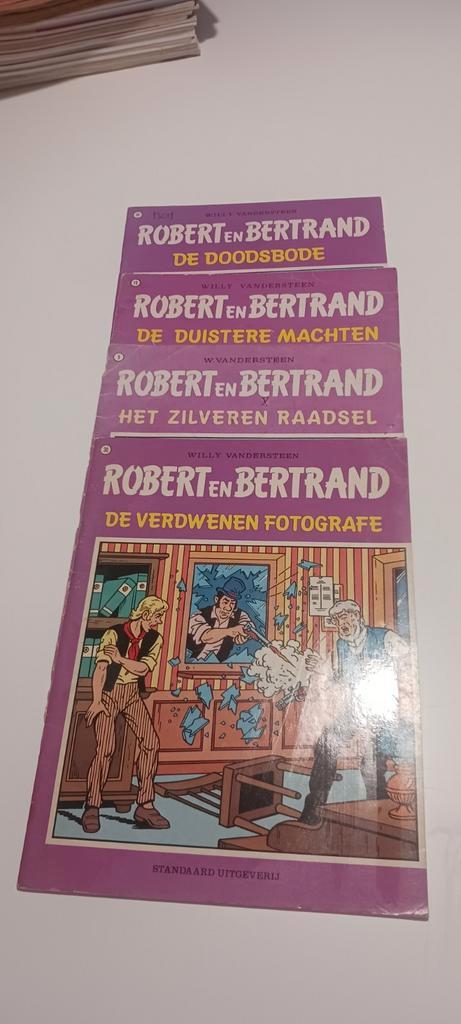 WILLY VANDERSTEEN
ROBERT EN BERTRAND
DE DOODSBODE
WILLY VANDERSTEEN
ROBERT EN BERTRAND
DE DUISTERE MACHTEN
W. VANDERSTEEN
ROBERT EN BERTRAND
HET ZILVEREN RAADSEL
WILLY VANDERSTEEN
ROBERT EN BERTRAND
DE VERDWENEN FOTOGRAFE
STANDAARD UITGEVERIJ